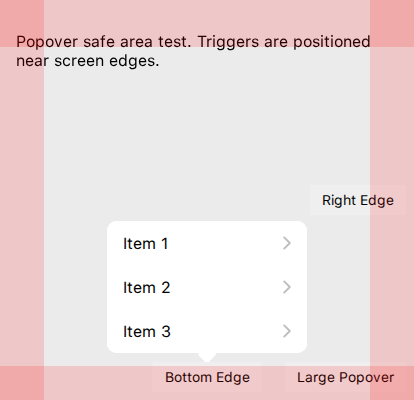 Popover safe area test. Triggers are positioned
near screen edges.
Right Edge
Item 1
Item 2
Item 3
Bottom Edge
Large Popover